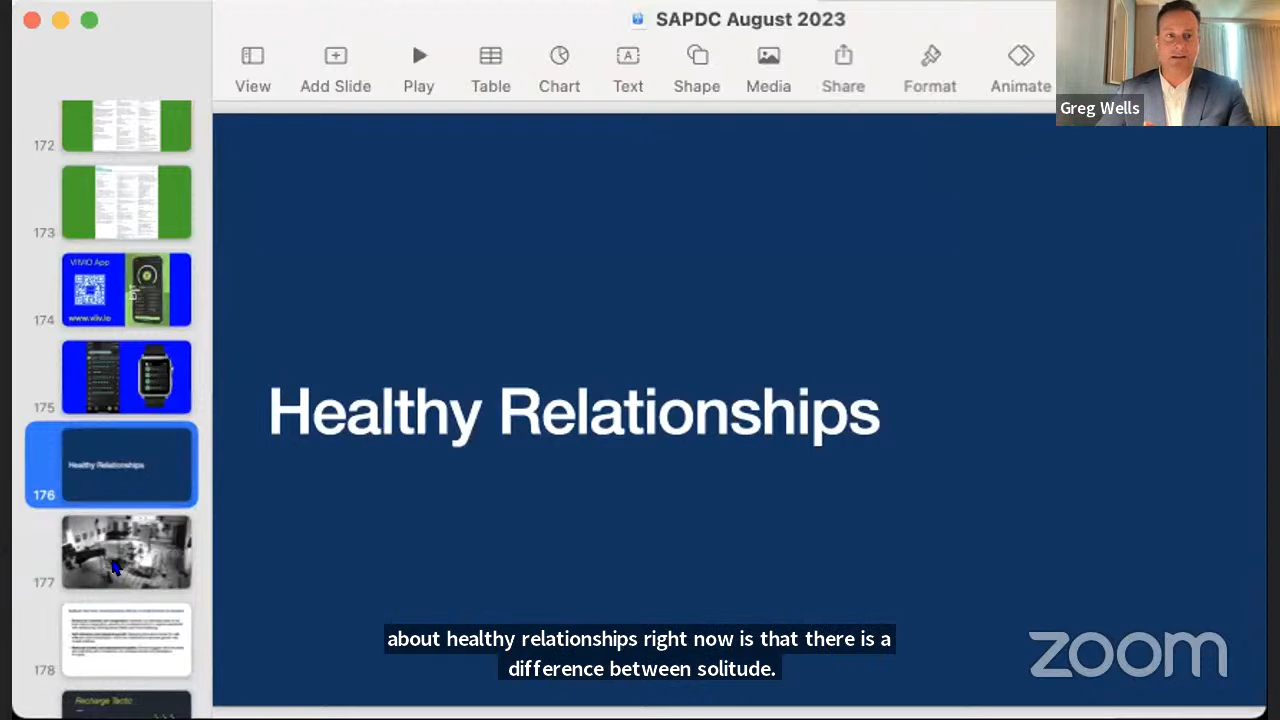 SAPDC August 2023
View
Add Slide
Play
Table
Chart
Text
Shape
Media
Share
Format
Animate
Greg Wells
172
173
VIIVIO App
www.viiv.io
174
175
Healthy Relationships
176
177
178
Recharge Tactic
Healthy Relationships
about healthy relationships right now is th, there is a
difference between solitude.
zoom